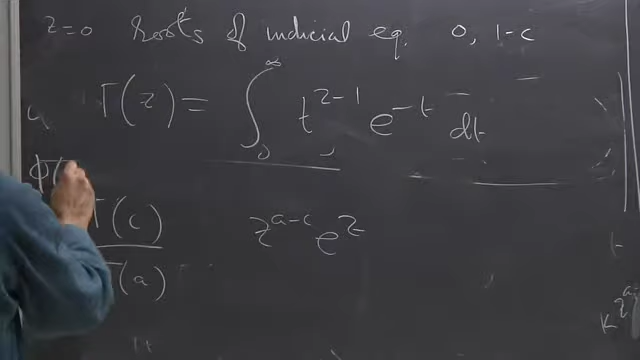 z=0 Roots of indicial eq. 0, 1-c
Γ(z) = ∫₀^∞ t^{z-1} e^{-t} dt
Φ(
Γ(c) / Γ(a) z^{a-c} e^z